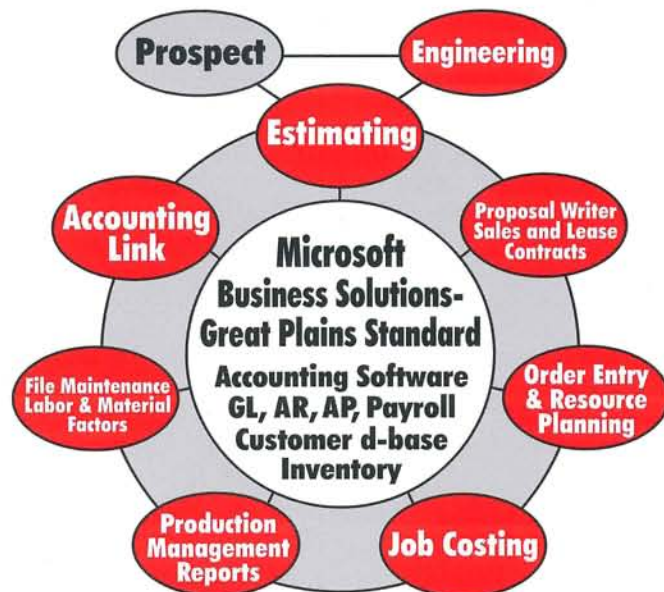 Prospect
Engineering
Estimating
Accounting
Link
Proposal Writer
Sales and Lease
Contracts
Microsoft
Business Solutions-
Great Plains Standard
Accounting Software
GL, AR, AP, Payroll
Customer d-base
Inventory
File Maintenance
Labor & Material
Factors
Order Entry
& Resource
Planning
Production
Management
Reports
Job Costing